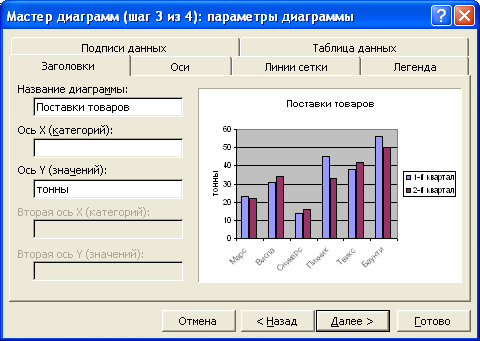 Мастер диаграмм (шаг 3 из 4): параметры диаграммы
Подписи данных
Таблица данных
Заголовки
Оси
Линии сетки
Легенда
Название диаграммы:
Поставки товаров
Ось X (категорий):
Ось Y (значений):
тонны
Вторая ось X (категорий):
Вторая ось Y (значений):
Поставки товаров
60
50
40
30
20
10
0
тонны
Марс
Виспа
Сникерс
Пикник
Твикс
Баунти
1-й квартал
2-й квартал
Отмена
< Назад
Далее >
Готово